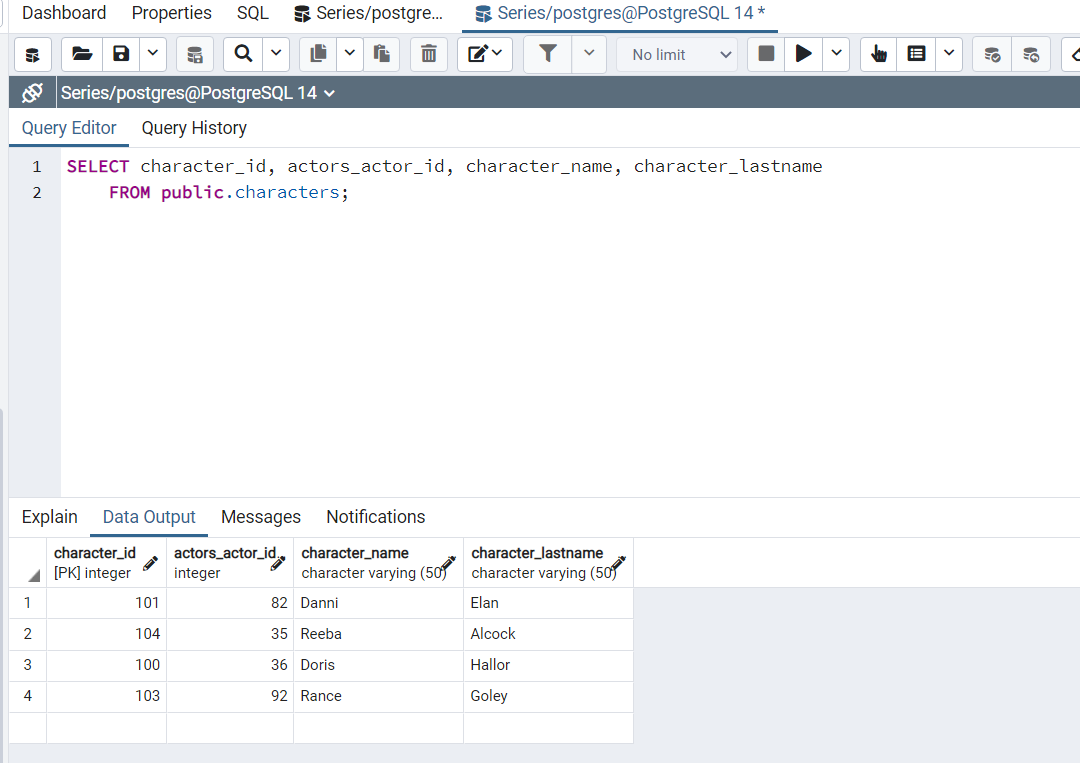 Dashboard Properties SQL Series/postgre... Series/postgres@PostgreSQL 14 *
No limit
Series/postgres@PostgreSQL 14
Query Editor Query History
1 SELECT character_id, actors_actor_id, character_name, character_lastname
2 FROM public.characters;
Explain Data Output Messages Notifications
character_id actors_actor_id character_name character_lastname
[PK] integer integer character varying (50) character varying (50)
1 101 82 Danni Elan
2 104 35 Reeba Alcock
3 100 36 Doris Hallor
4 103 92 Rance Goley